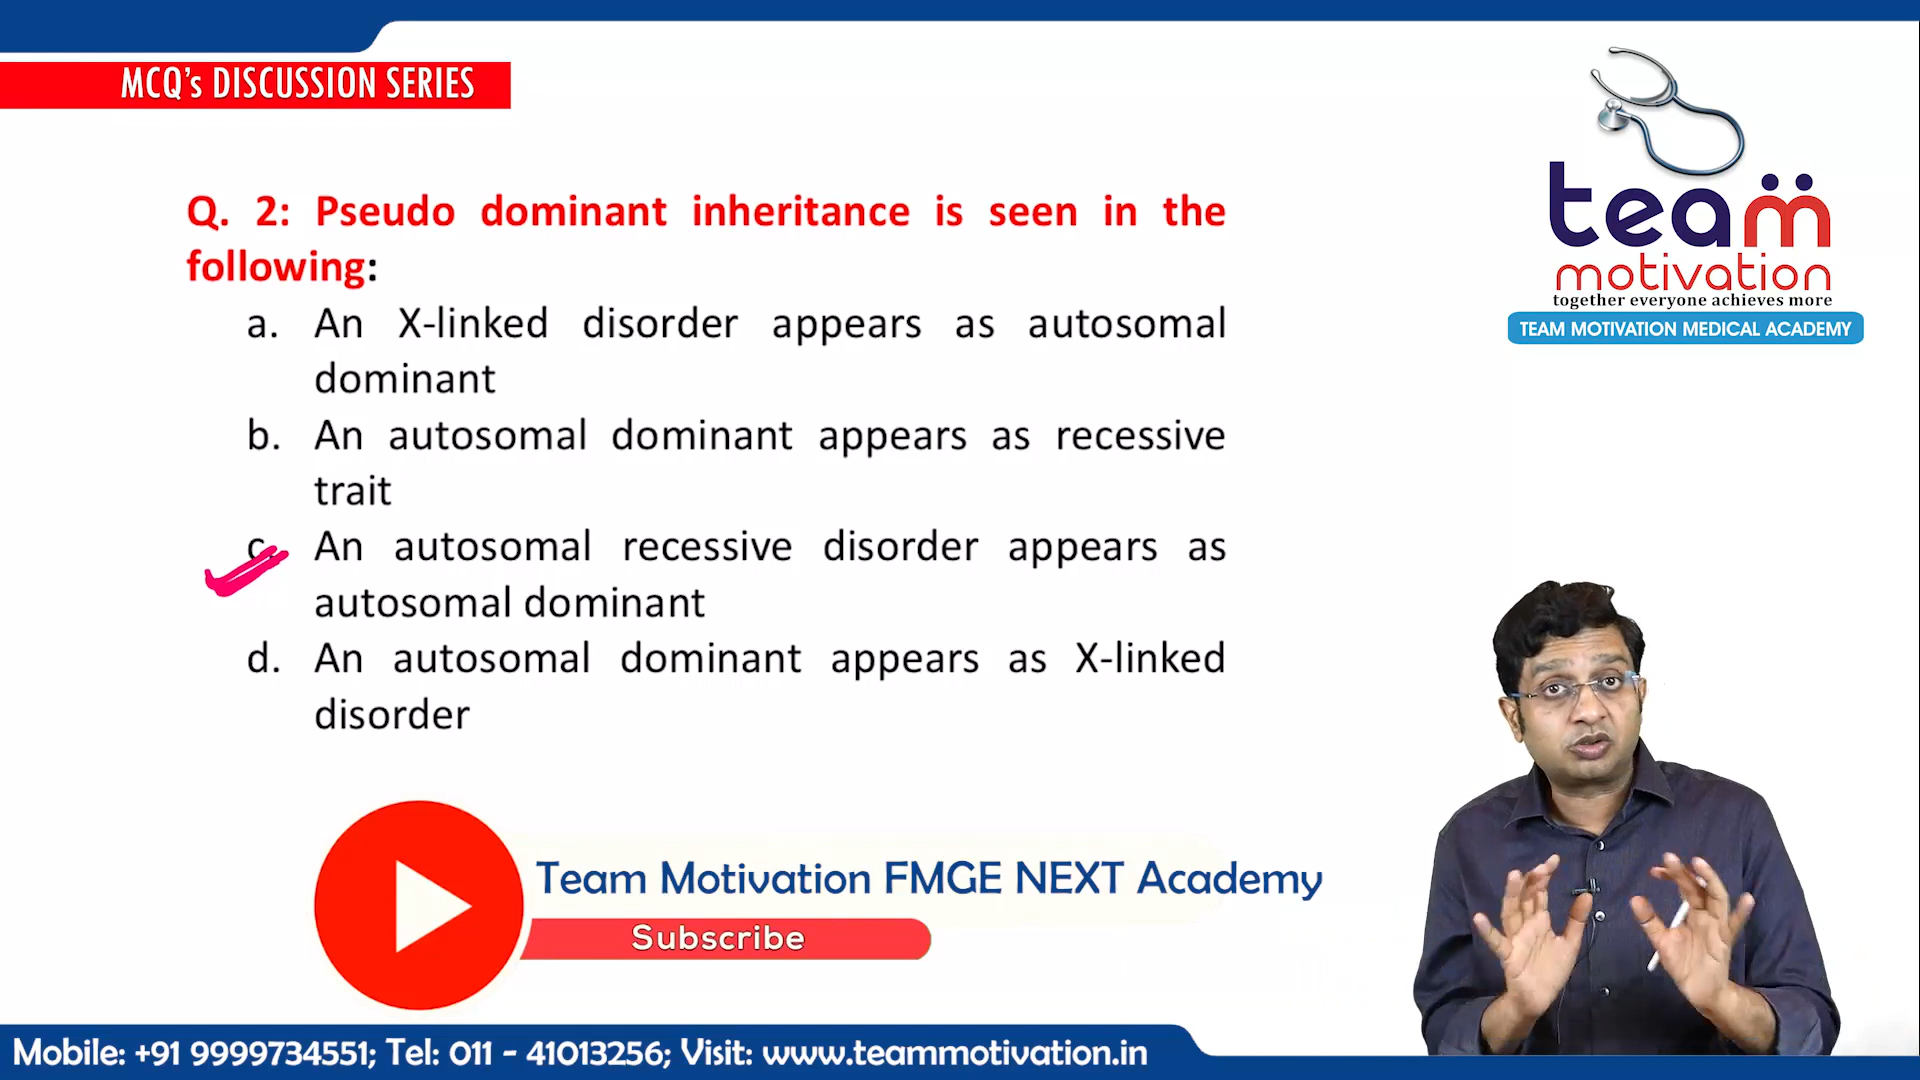 MCQ's DISCUSSION SERIES
Q. 2: Pseudo dominant inheritance is seen in the
following:
a. An X-linked disorder appears as autosomal
dominant
b. An autosomal dominant appears as recessive
trait
c. An autosomal recessive disorder appears as
autosomal dominant
d. An autosomal dominant appears as X-linked
disorder
team
motivation
together everyone achieves more
TEAM MOTIVATION MEDICAL ACADEMY
Team Motivation FMGE NEXT Academy
Subscribe
Mobile: +91 9999734551; Tel: 011 - 41013256; Visit: www.teammotivation.in